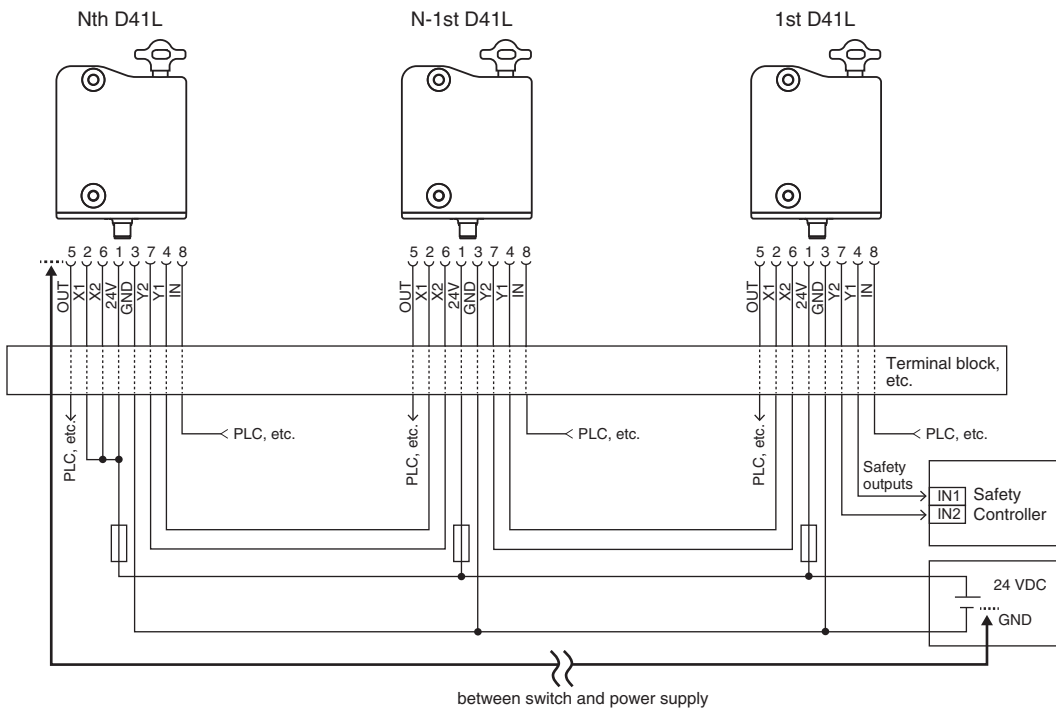 Nth D41L
N-1st D41L
1st D41L
5 2 6 1 3 7 4 8
5 2 6 1 3 7 4 8
5 2 6 1 3 7 4 8
OUT
X1
X2
24V
GND
Y2
Y1
IN
OUT
X1
X2
24V
GND
Y2
Y1
IN
OUT
X1
X2
24V
GND
Y2
Y1
IN
Terminal block,
etc.
PLC, etc.
PLC, etc.
PLC, etc.
PLC, etc.
PLC, etc.
PLC, etc.
Safety
outputs
IN1
IN2
Safety
Controller
24 VDC
GND
between switch and power supply